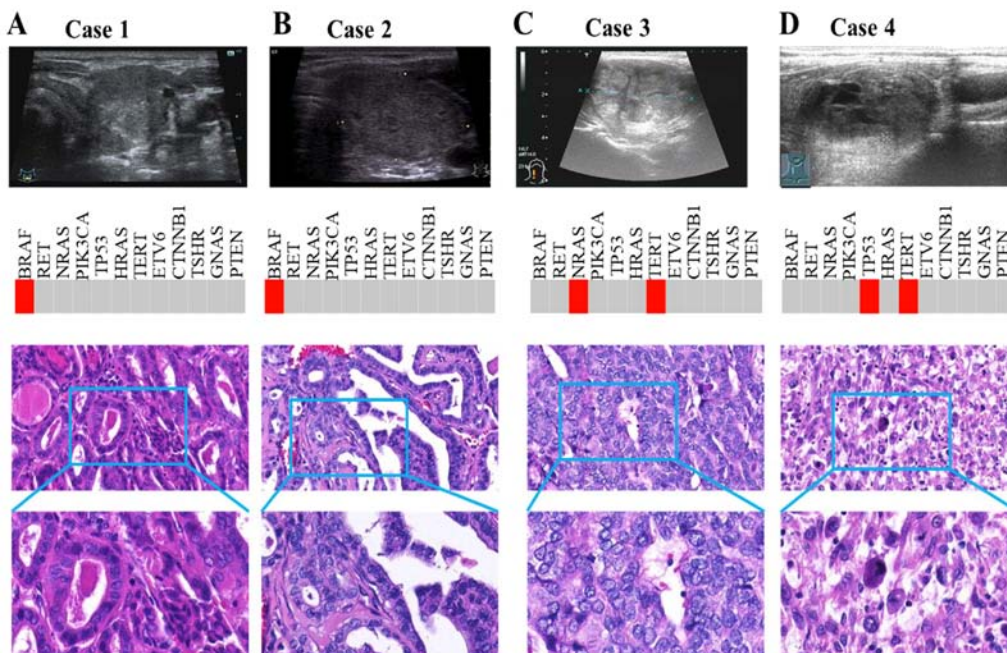 A Case 1 B Case 2 C Case 3 D Case 4
BRAF
RET
NRAS
PIK3CA
TP53
HRAS
TERT
ETV6
CTNNB1
TSHR
GNAS
PTEN
BRAF
RET
NRAS
PIK3CA
TP53
HRAS
TERT
ETV6
CTNNB1
TSHR
GNAS
PTEN
BRAF
RET
NRAS
PIK3CA
TP53
HRAS
TERT
ETV6
CTNNB1
TSHR
GNAS
PTEN
BRAF
RET
NRAS
PIK3CA
TP53
HRAS
TERT
ETV6
CTNNB1
TSHR
GNAS
PTEN